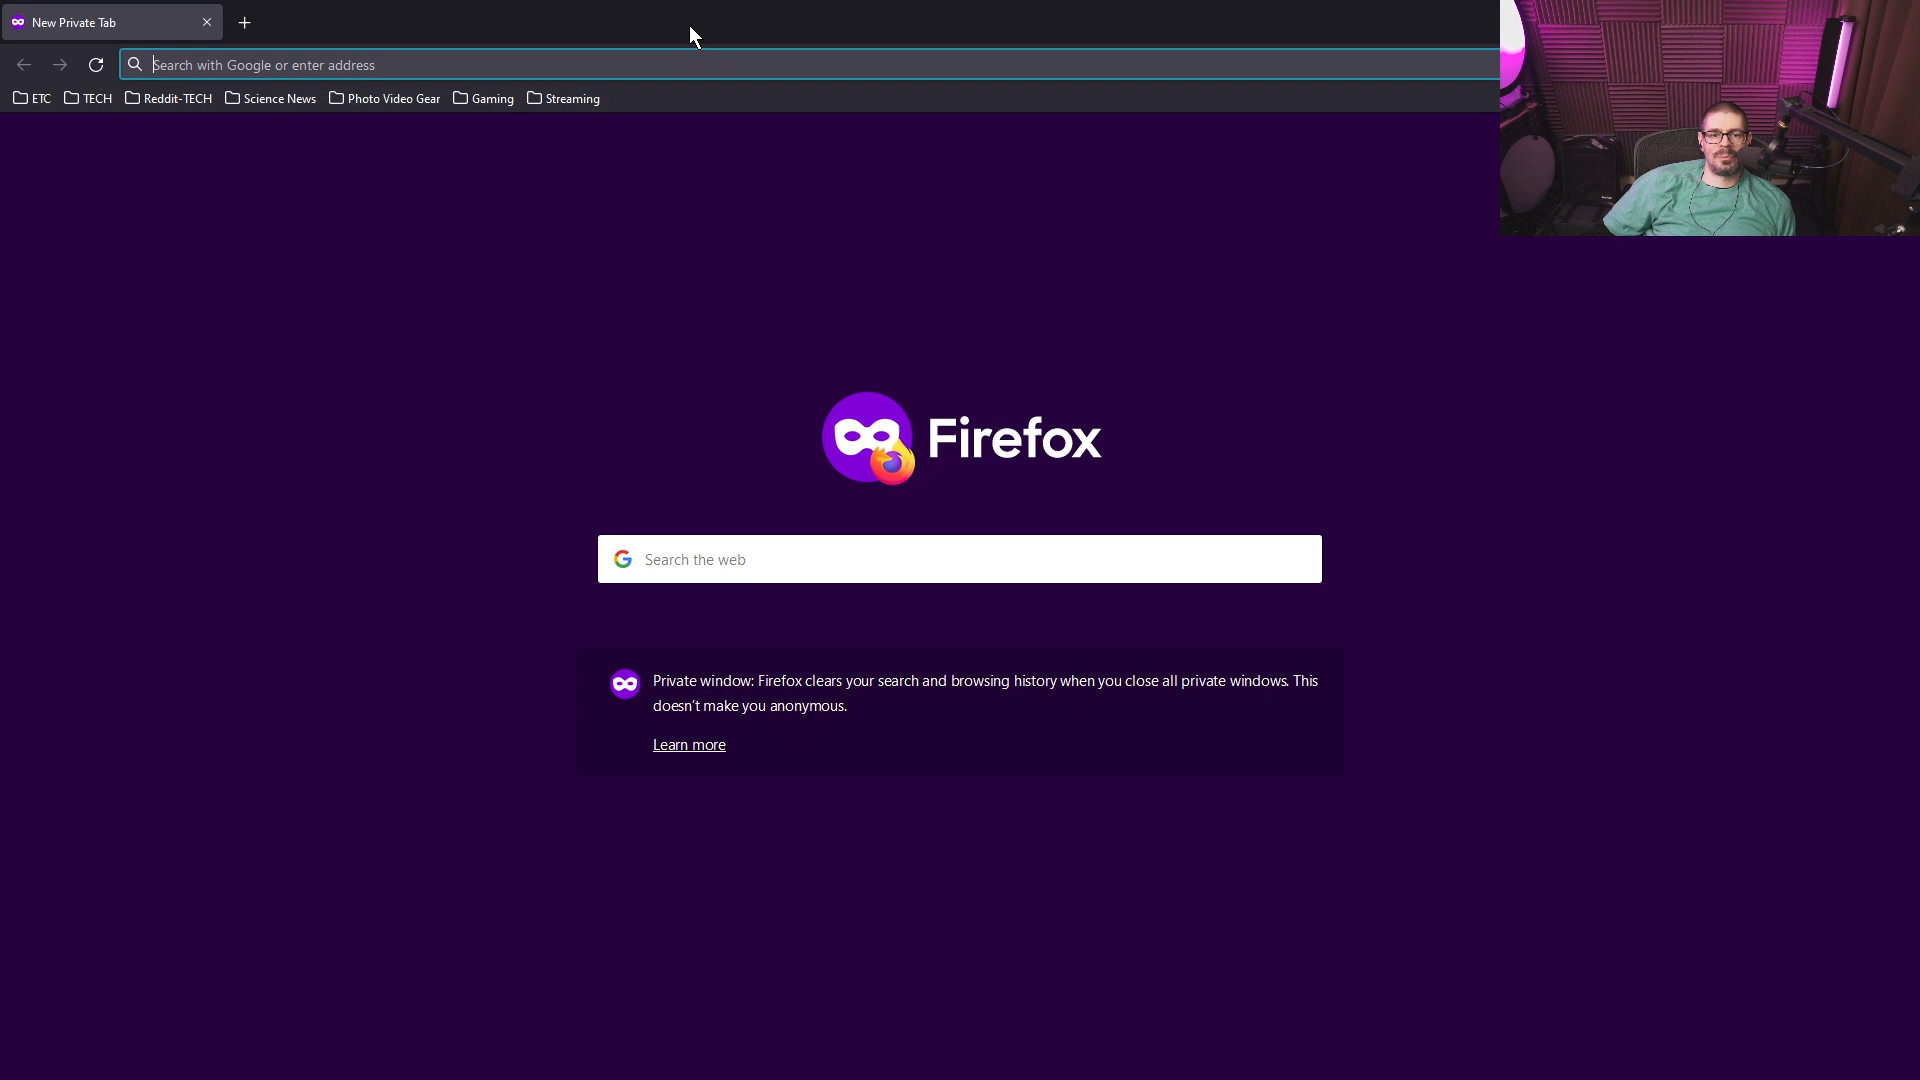 New Private Tab
Search with Google or enter address
ETC TECH Reddit-TECH Science News Photo Video Gear Gaming Streaming
Firefox
Search the web
Private window: Firefox clears your search and browsing history when you close all private windows. This
doesn’t make you anonymous.
Learn more